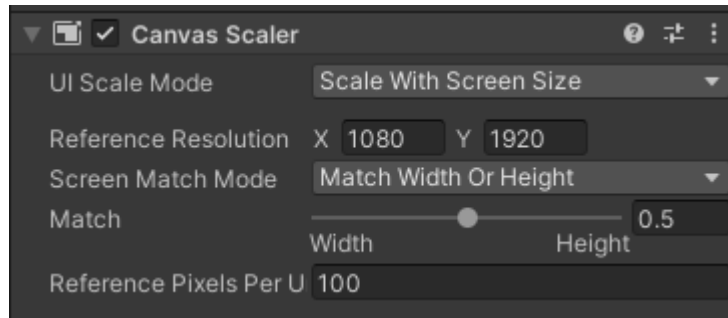 Canvas Scaler
UI Scale Mode Scale With Screen Size
Reference Resolution X 1080 Y 1920
Screen Match Mode Match Width Or Height
Match 0.5
Width Height
Reference Pixels Per U 100